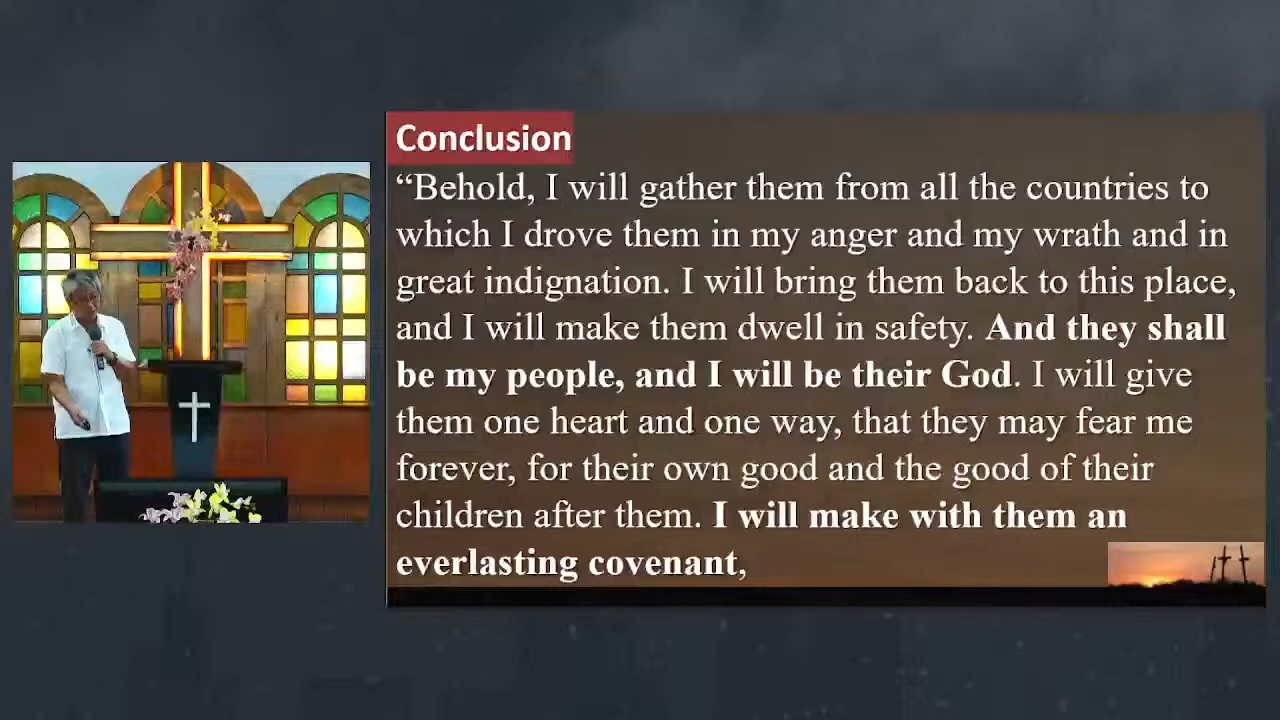 Conclusion
“Behold, I will gather them from all the countries to
which I drove them in my anger and my wrath and in
great indignation. I will bring them back to this place,
and I will make them dwell in safety. And they shall
be my people, and I will be their God. I will give
them one heart and one way, that they may fear me
forever, for their own good and the good of their
children after them. I will make with them an
everlasting covenant,